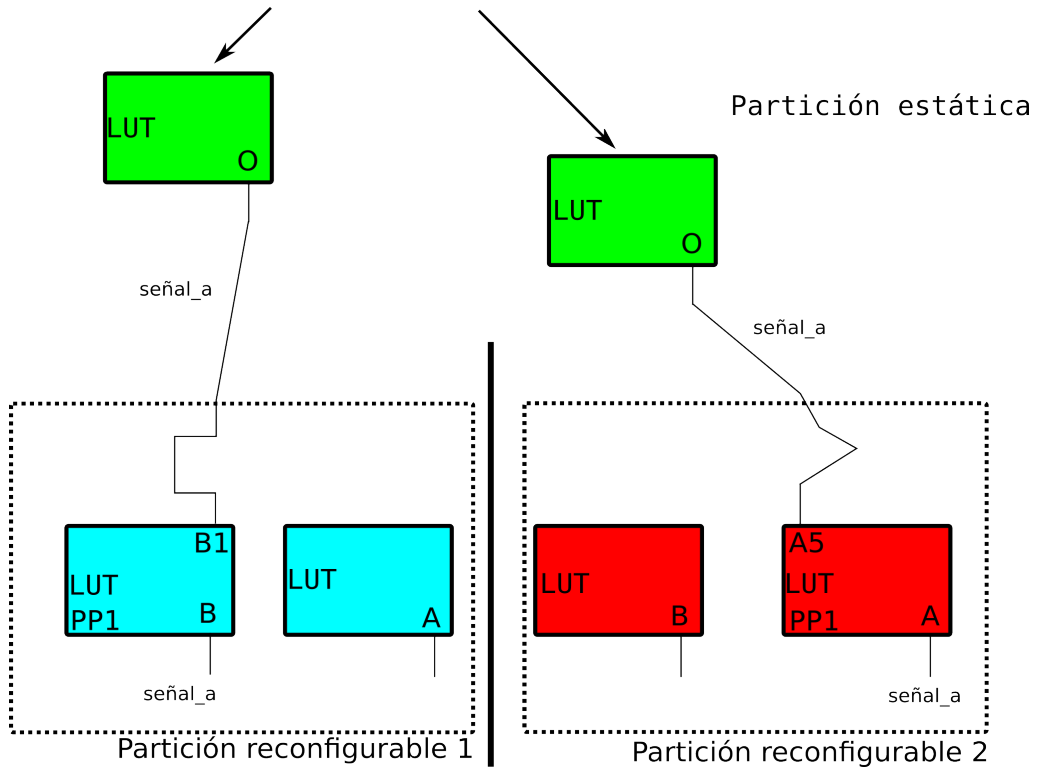 Partición estática
LUT
O
señal_a
LUT
O
señal_a
B1
LUT
PP1
B
señal_a
LUT
A
Partición reconfigurable 1
LUT
B
A5
LUT
PP1
A
señal_a
Partición reconfigurable 2